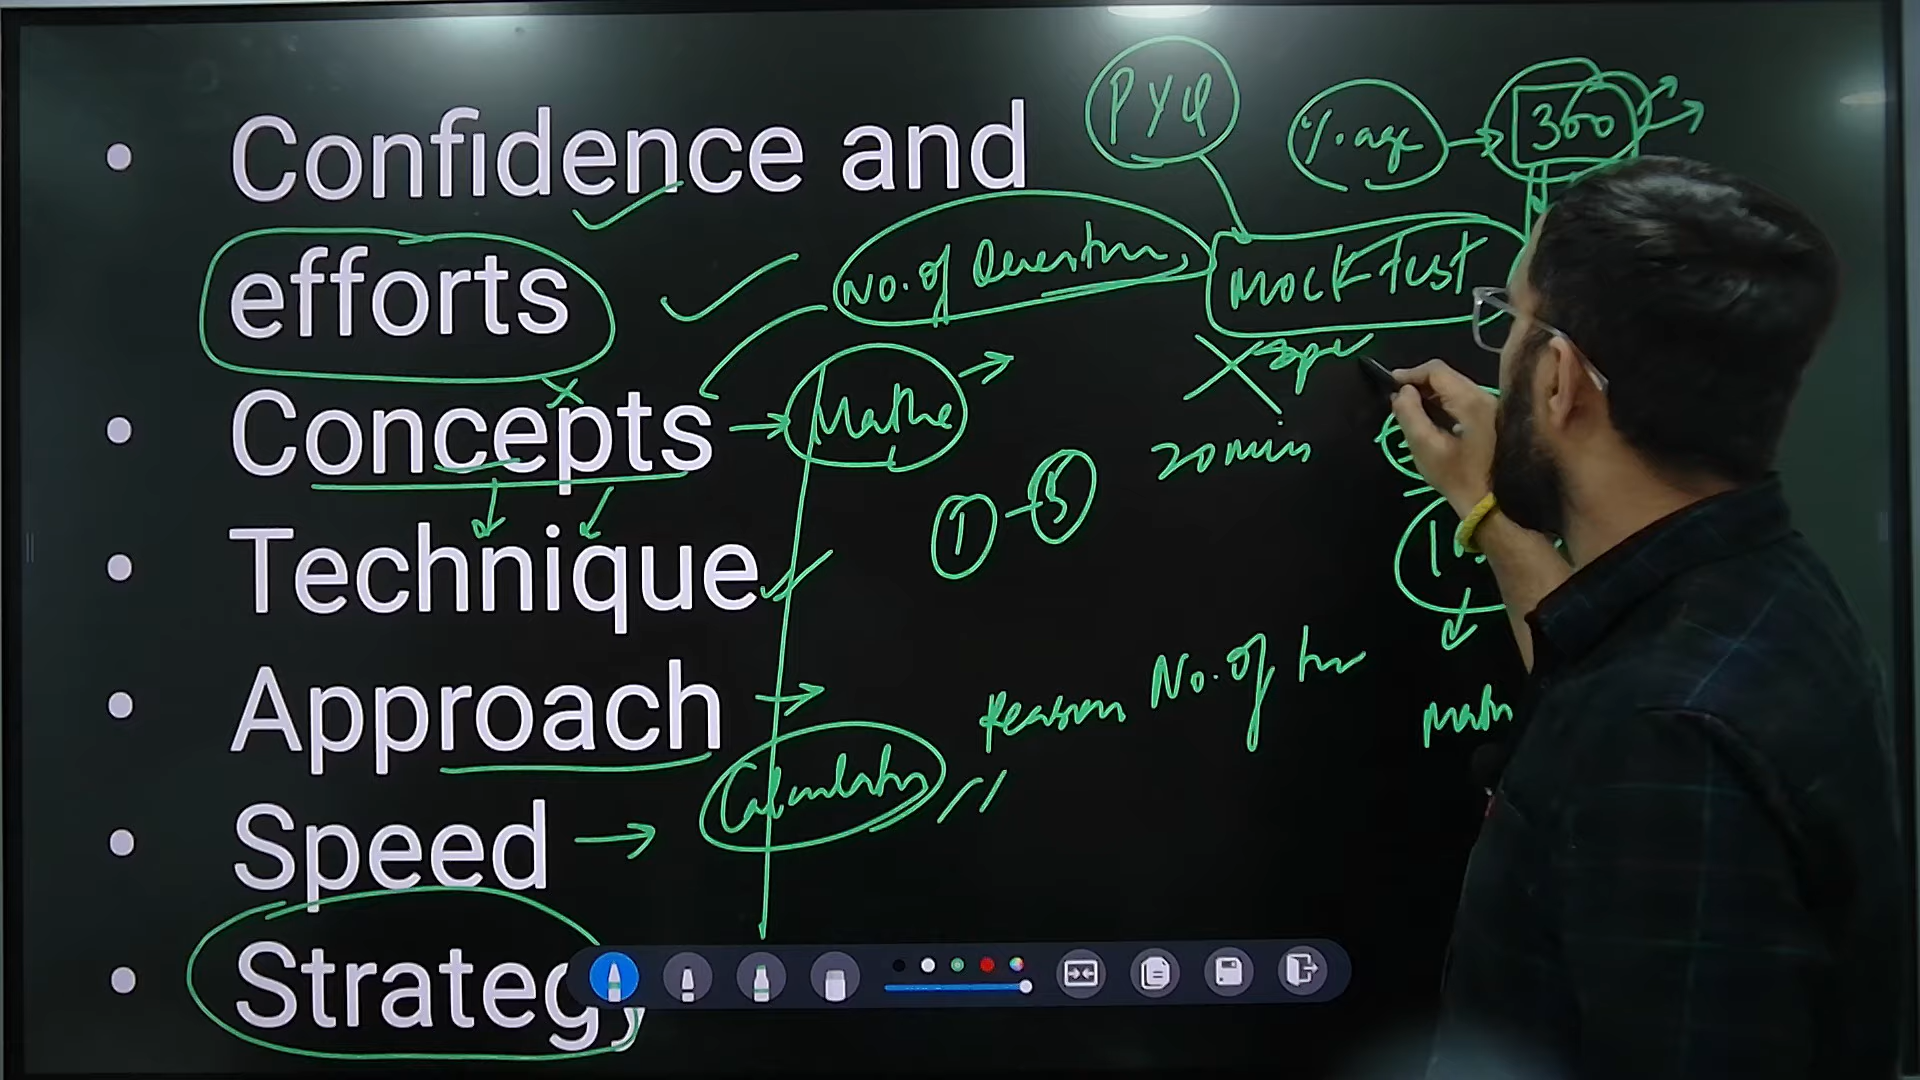 • Confidence and
efforts
• Concepts
• Technique
• Approach
• Speed
• Strategy
PYQ
%age
360
No. of Question
Mock Test
Maths
20 min
1 - 5
Reason No. of
Math
Calculation